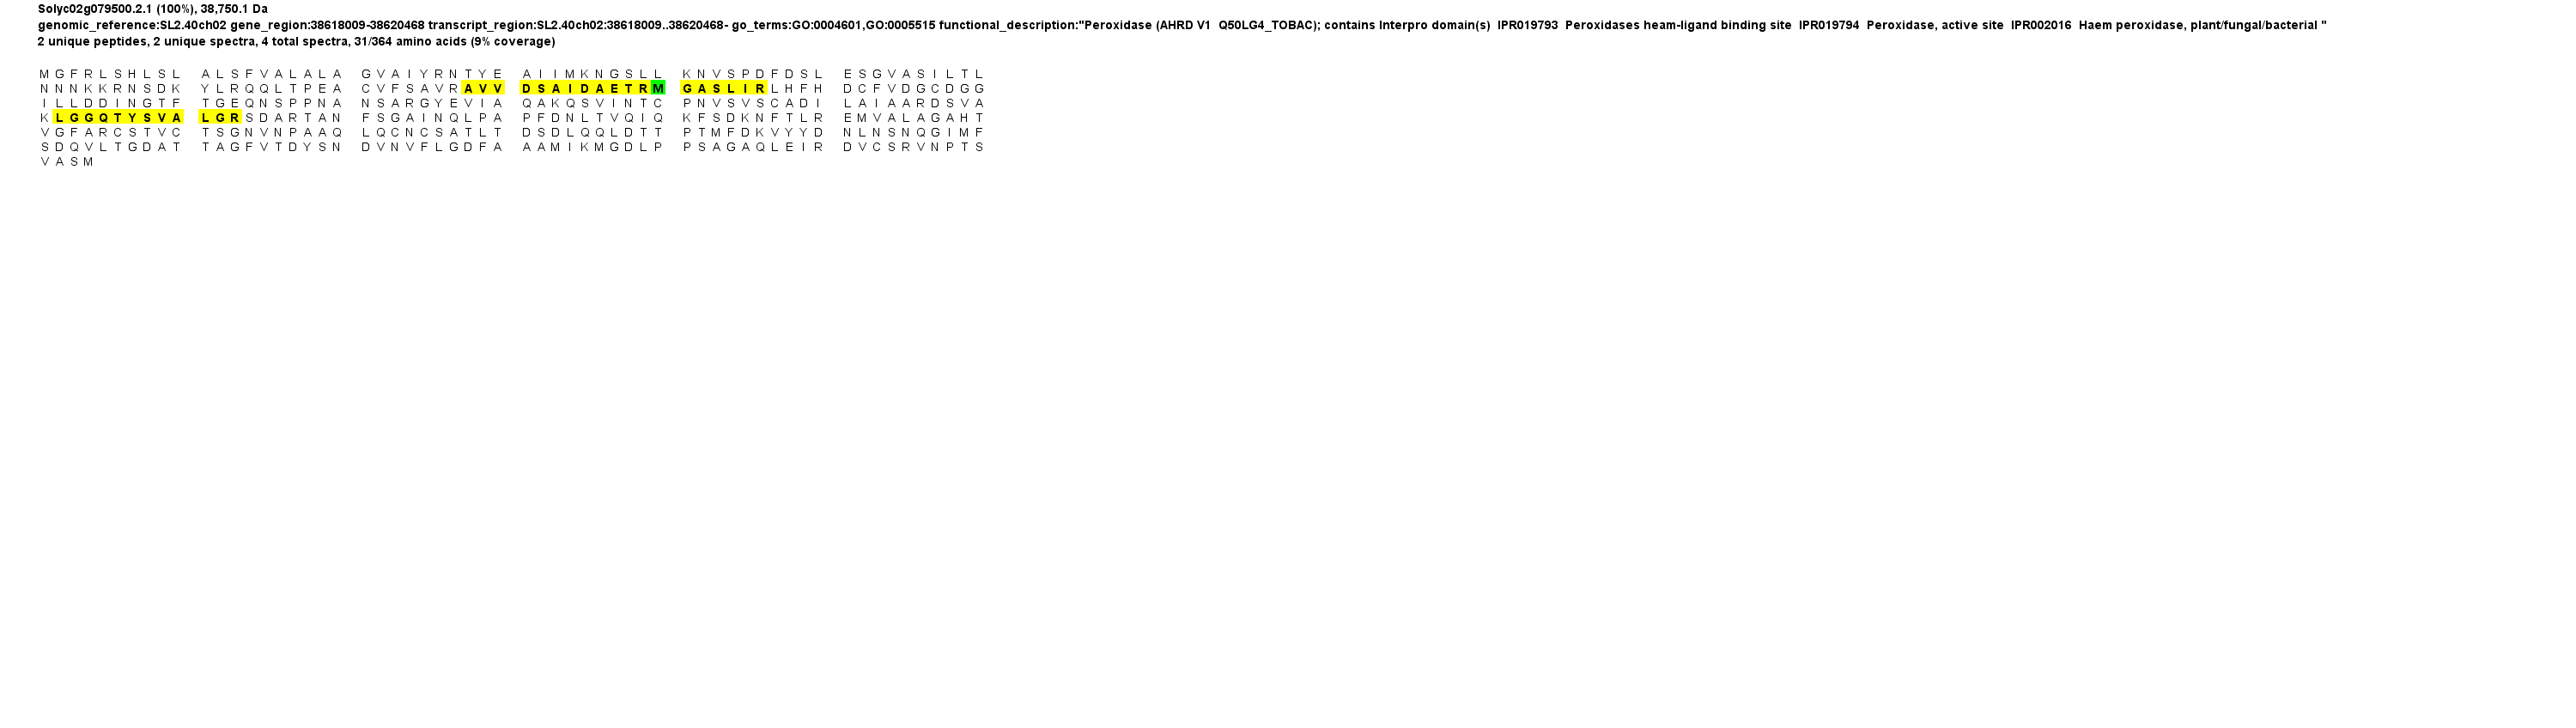 Solyc02g079500.2.1 (100%), 38,750.1 Da
genomic_reference:SL2.40ch02 gene_region:38618009-38620468 transcript_region:SL2.40ch02:38618009..38620468- go_terms:GO:0004601,GO:0005515 functional_description:"Peroxidase (AHRD V1  Q50LG4_TOBAC); contains Interpro domain(s)  IPR019793  Peroxidases heam-ligand binding site  IPR019794  Peroxidase, active site  IPR002016  Haem peroxidase, plant/fungal/bacterial "
2 unique peptides, 2 unique spectra, 4 total spectra, 31/364 amino acids (9% coverage)
M G F R L S H L S L   A L S F V A L A L A   G V A I Y R N T Y E   A I I M K N G S L L   K N V S P D F D S L   E S G V A S I L T L
N N N K K R N S D K   Y L R Q Q L T P E A   C V F S A V R A V V   D S A I D A E T R M   G A S L I R L H F H   D C F V D G C D G G
I L L D D I N G T F   T G E Q N S P P N A   N S A R G Y E V I A   Q A K Q S V I N T C   P N V S V S C A D I   L A I A A R D S V A
K L G G Q T Y S V A   L G R S D A R T A N   F S G A I N Q L P A   P F D N L T V Q I Q   K F S D K N F T L R   E M V A L A G A H T
V G F A R C S T V C   T S G N V N P A A Q   L Q C N C S A T L T   D S D L Q Q L D T T   P T M F D K V Y Y D   N L N S N Q G I M F
S D Q V L T G D A T   T A G F V T D Y S N   D V N V F L G D F A   A A M I K M G D L P   P S A G A Q L E I R   D V C S R V N P T S
V A S M